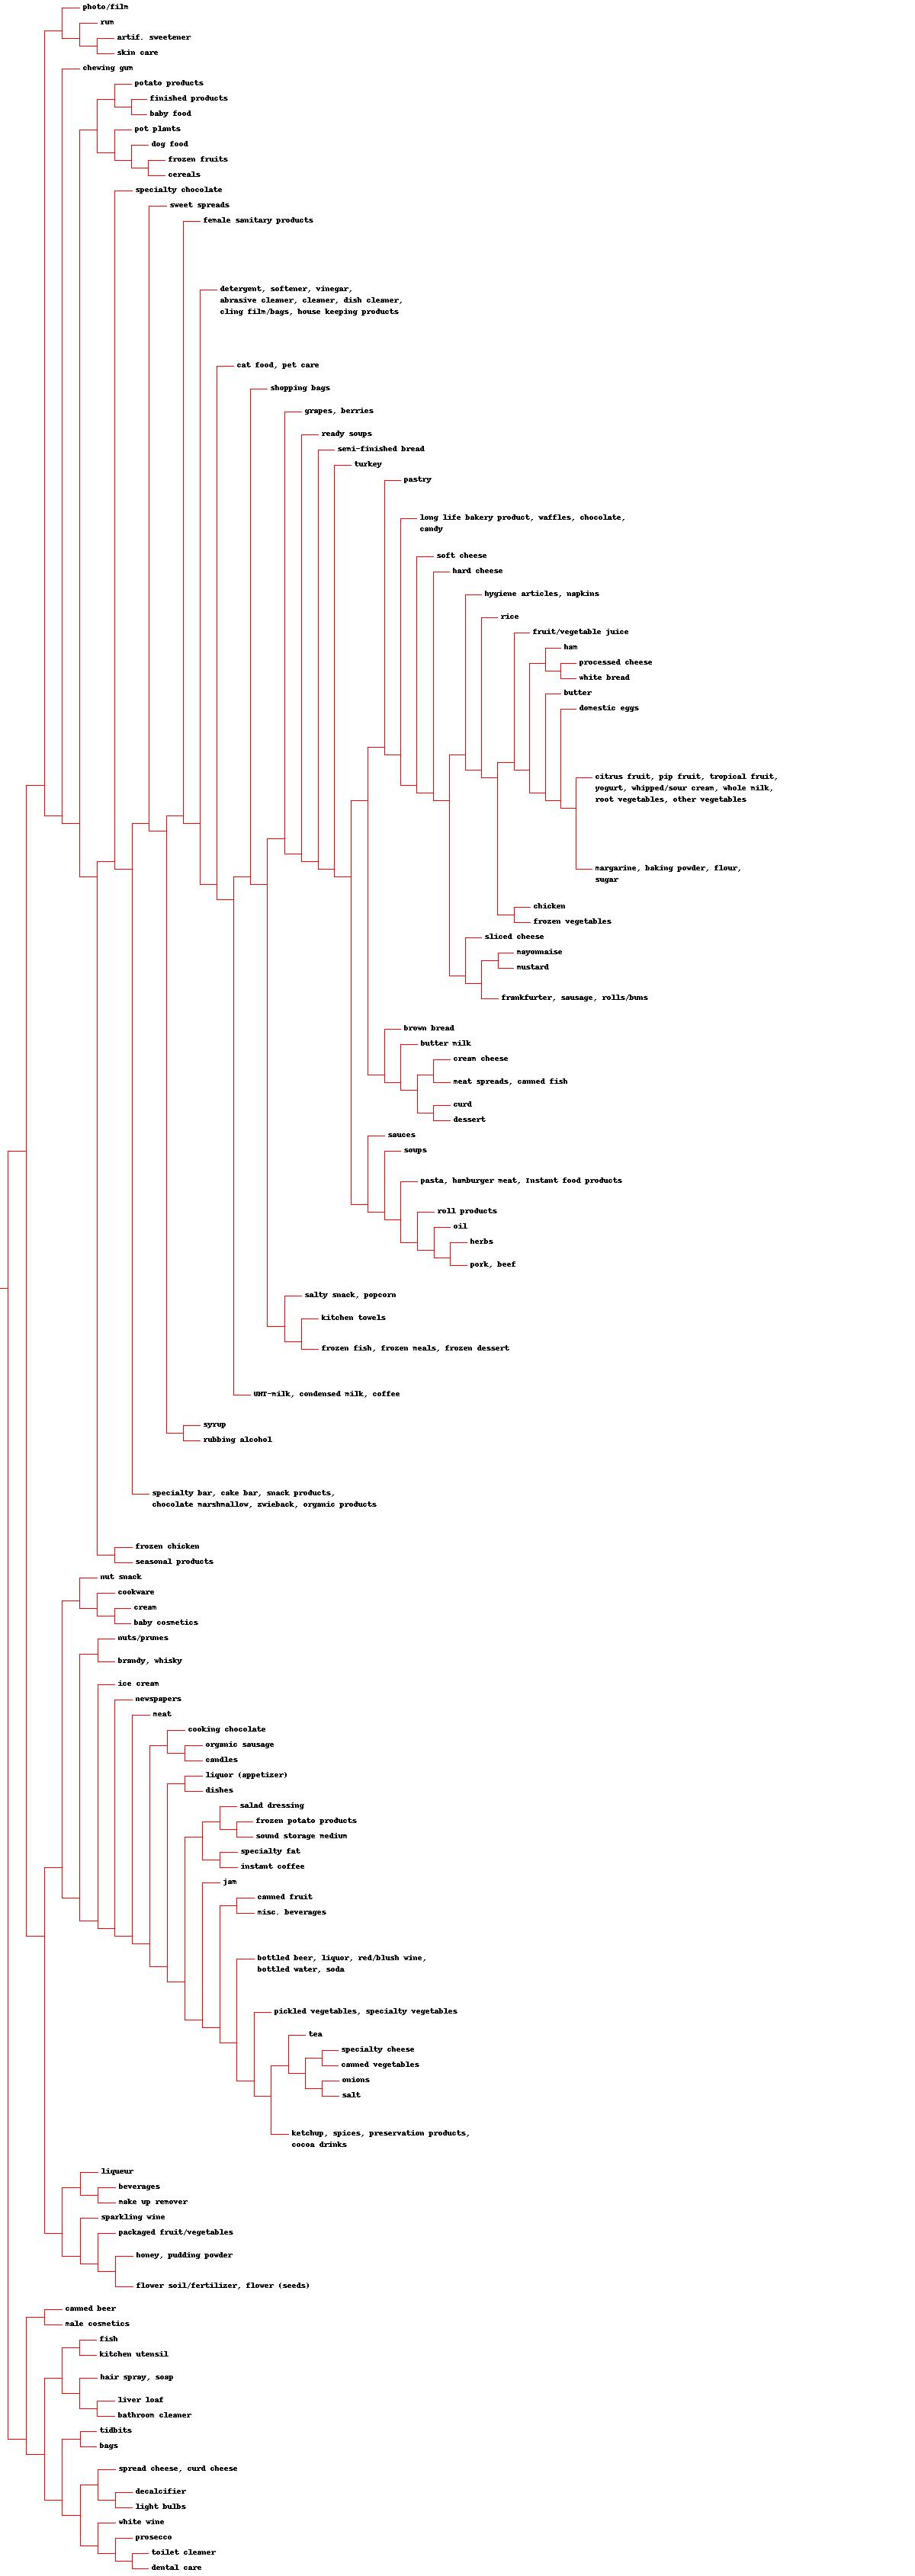 photo/film
rum
artif. sweetener
skin care
chewing gum
potato products
finished products
baby food
pot plants
dog food
frozen fruits
cereals
specialty chocolate
sweet spreads
female sanitary products
detergent, softener, vinegar,
abrasive cleaner, cleaner, dish cleaner,
cling film/bags, house keeping products
cat food, pet care
shopping bags
grapes, berries
ready soups
semi-finished bread
turkey
pastry
long life bakery product, waffles, chocolate,
candy
soft cheese
hard cheese
hygiene articles, napkins
rice
fruit/vegetable juice
ham
processed cheese
white bread
butter
domestic eggs
citrus fruit, pip fruit, tropical fruit,
yogurt, whipped/sour cream, whole milk,
root vegetables, other vegetables
margarine, baking powder, flour,
sugar
chicken
frozen vegetables
sliced cheese
mayonnaise
mustard
frankfurter, sausage, rolls/buns
brown bread
butter milk
cream cheese
meat spreads, canned fish
curd
dessert
sauces
soups
pasta, hamburger meat, Instant food products
roll products
oil
herbs
pork, beef
salty snack, popcorn
kitchen towels
frozen fish, frozen meals, frozen dessert
UHT-milk, condensed milk, coffee
syrup
rubbing alcohol
specialty bar, cake bar, snack products,
chocolate marshmallow, zwieback, organic products
frozen chicken
seasonal products
nut snack
cookware
cream
baby cosmetics
nuts/prunes
brandy, whisky
ice cream
newspapers
meat
cooking chocolate
organic sausage
candles
liquor (appetizer)
dishes
salad dressing
frozen potato products
sound storage medium
specialty fat
instant coffee
jam
canned fruit
misc. beverages
bottled beer, liquor, red/blush wine,
bottled water, soda
pickled vegetables, specialty vegetables
tea
specialty cheese
canned vegetables
onions
salt
ketchup, spices, preservation products,
cocoa drinks
liqueur
beverages
make up remover
sparkling wine
packaged fruit/vegetables
honey, pudding powder
flower soil/fertilizer, flower (seeds)
canned beer
male cosmetics
fish
kitchen utensil
hair spray, soap
liver loaf
bathroom cleaner
tidbits
bags
spread cheese, curd cheese
decalcifier
light bulbs
white wine
prosecco
toilet cleaner
dental care